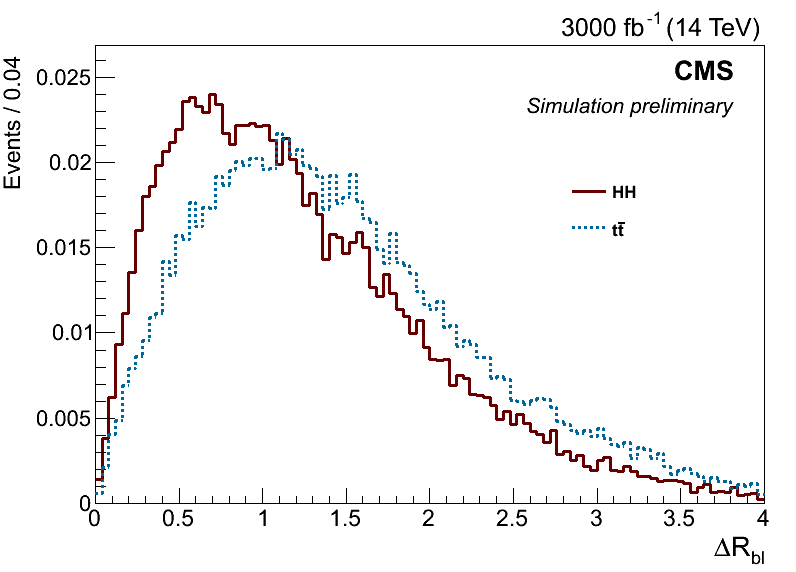 3000 fb⁻¹ (14 TeV)
CMS
Simulation preliminary
HH
tt̄
Events / 0.04
0.025
0.02
0.015
0.01
0.005
0
0 0.5 1 1.5 2 2.5 3 3.5 4
ΔR_bl